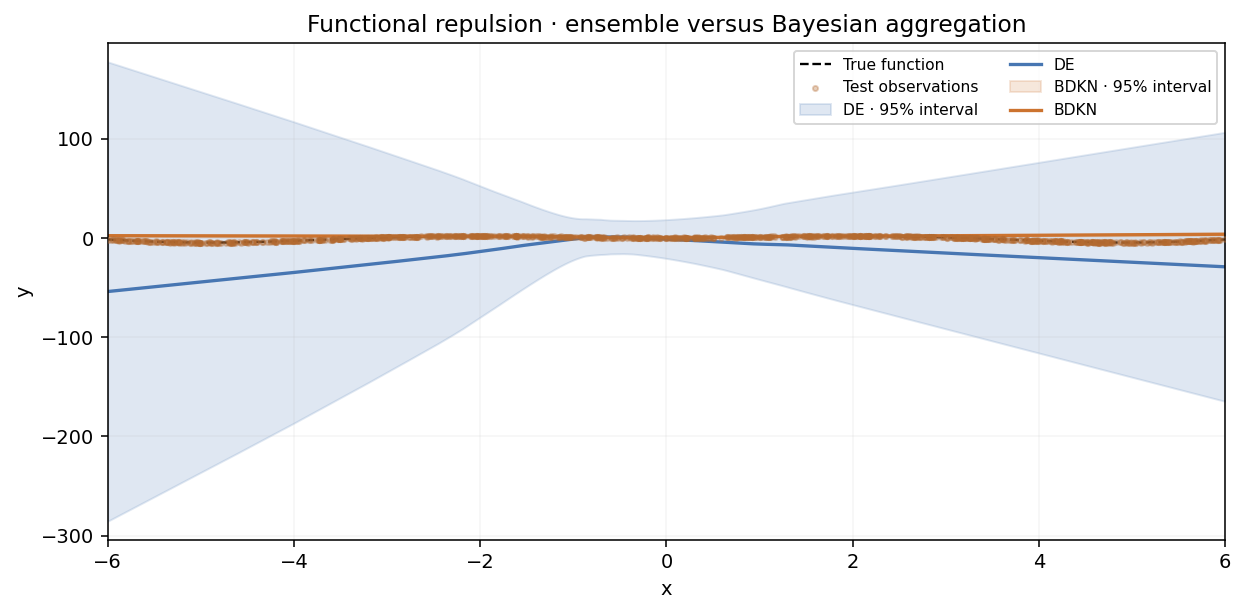 Functional repulsion · ensemble versus Bayesian aggregation
True function
Test observations
DE · 95% interval
DE
BDKN · 95% interval
BDKN
y
100
0
−100
−200
−300
−6
−4
−2
0
2
4
6
x